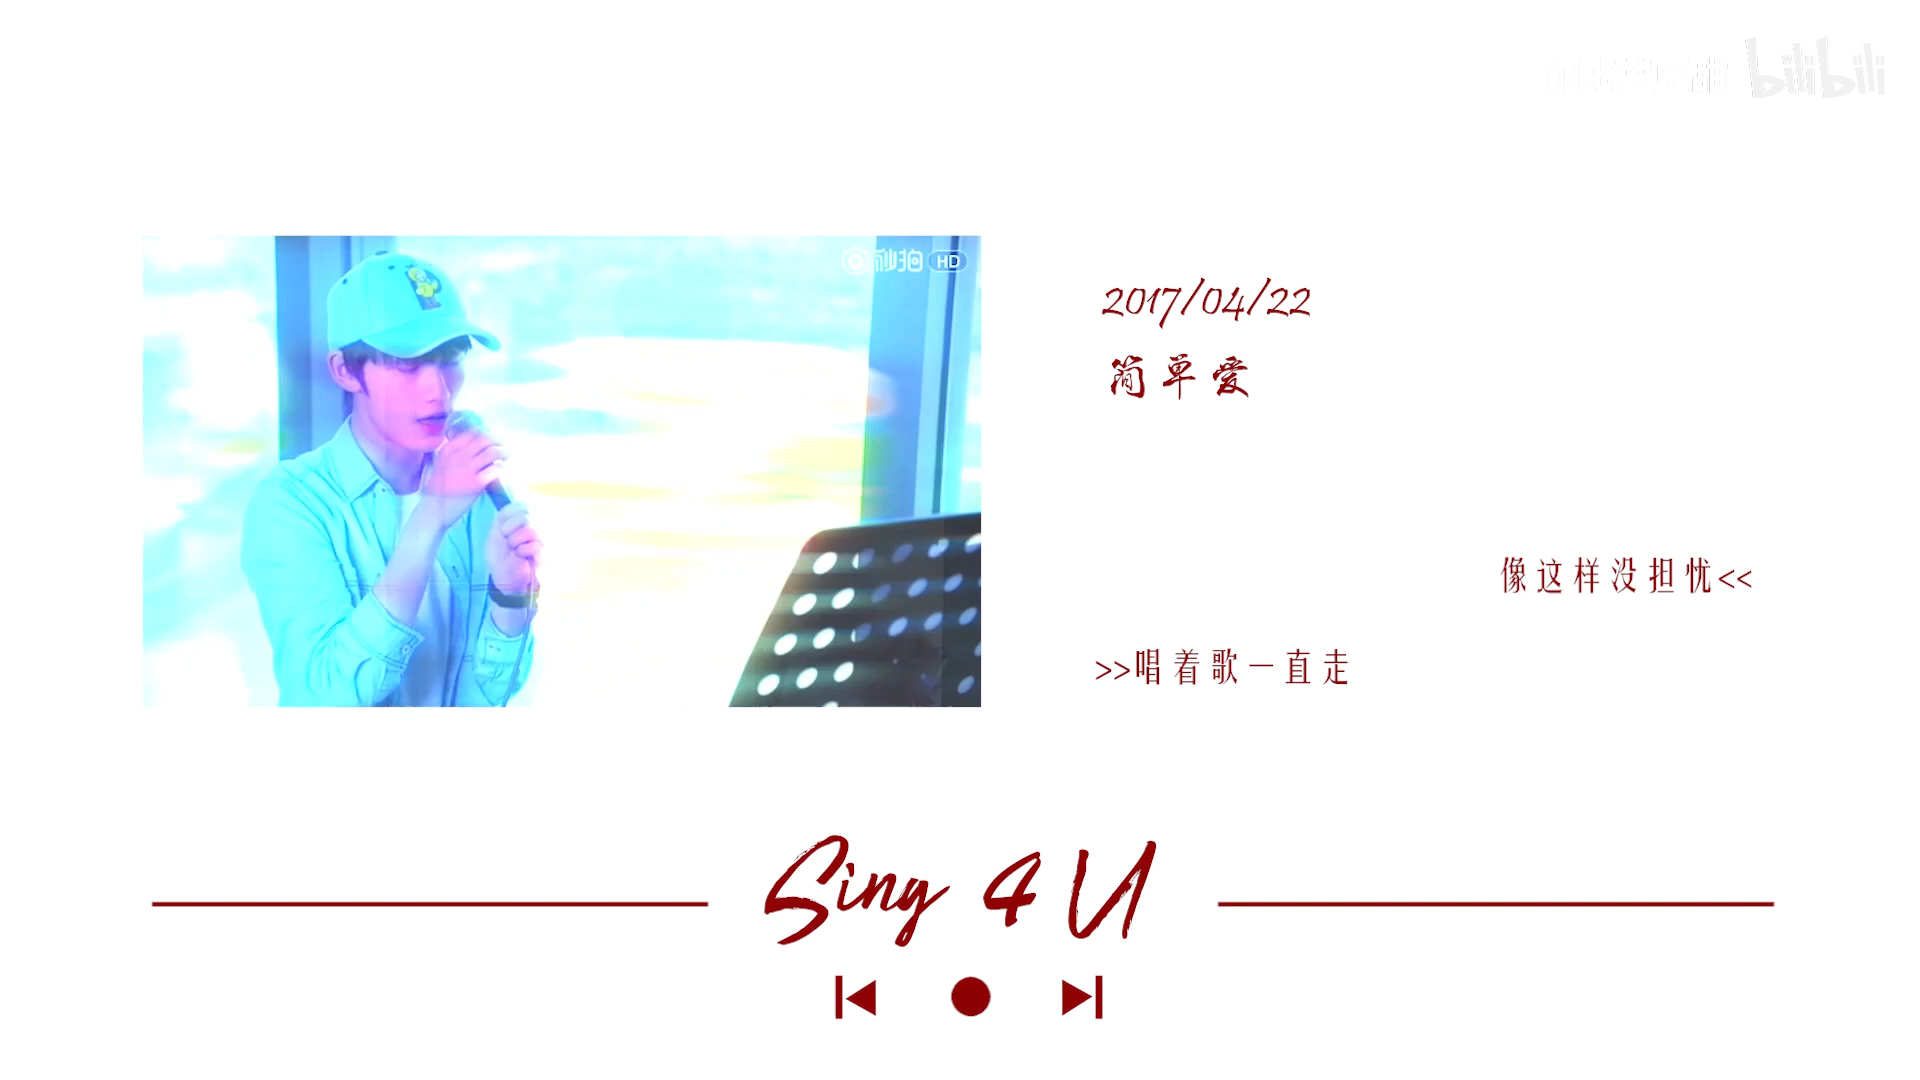 bilibili
秒拍 HD
2017/04/22
简单爱
像这样没担忧<<
>>唱着歌一直走
Sing 4 U